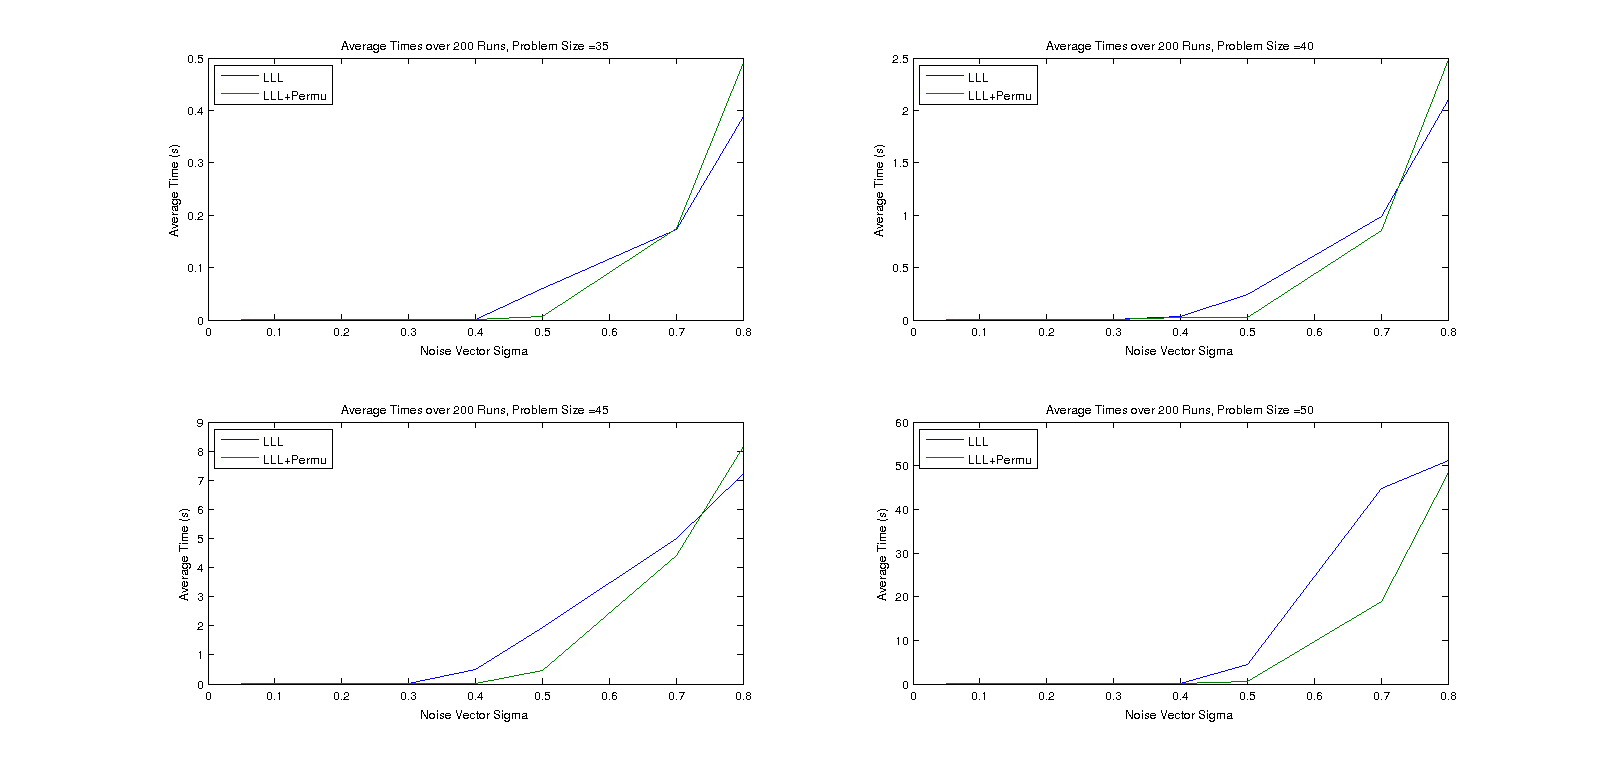 Average Times over 200 Runs, Problem Size =35
0.5
0.4
0.3
0.2
0.1
0
LLL
LLL+Permu
Average Time (s)
0 0.1 0.2 0.3 0.4 0.5 0.6 0.7 0.8
Noise Vector Sigma
Average Times over 200 Runs, Problem Size =40
2.5
2
1.5
1
0.5
0
LLL
LLL+Permu
Average Time (s)
0 0.1 0.2 0.3 0.4 0.5 0.6 0.7 0.8
Noise Vector Sigma
Average Times over 200 Runs, Problem Size =45
9
8
7
6
5
4
3
2
1
0
LLL
LLL+Permu
Average Time (s)
0 0.1 0.2 0.3 0.4 0.5 0.6 0.7 0.8
Noise Vector Sigma
Average Times over 200 Runs, Problem Size =50
60
50
40
30
20
10
0
LLL
LLL+Permu
Average Time (s)
0 0.1 0.2 0.3 0.4 0.5 0.6 0.7 0.8
Noise Vector Sigma